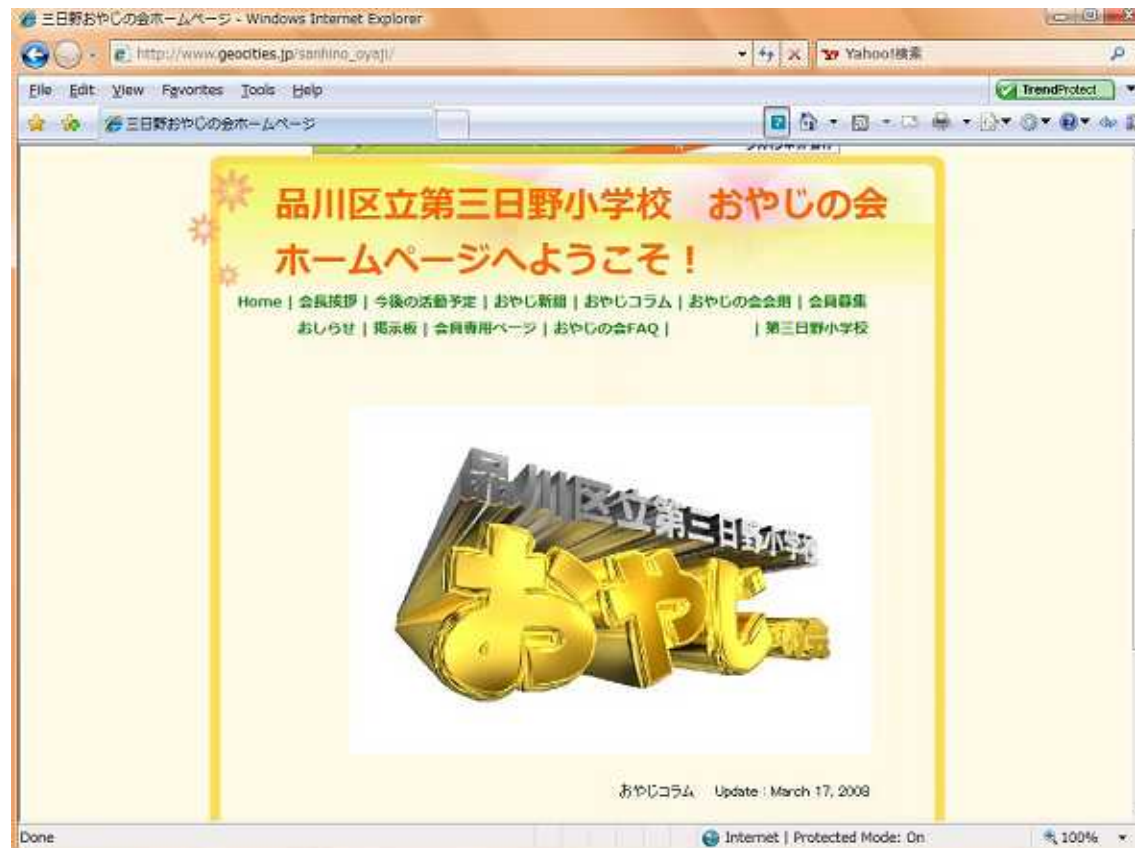 三日野おやじの会ホームページ - Windows Internet Explorer
http://www.geocities.jp/sanhino_oyaji/
Yahoo!検索
File Edit View Favorites Tools Help
TrendProtect
三日野おやじの会ホームページ
品川区立第三日野小学校 おやじの会
ホームページへようこそ！
Home | 会長挨拶 | 今後の活動予定 | おやじ新聞 | おやじコラム | おやじの会会則 | 会員募集
おしらせ | 掲示板 | 会員専用ページ | おやじの会FAQ | | 第三日野小学校
品川区立第三日野小学校
おやじ
おやじコラム Update : March 17, 2008
Done
Internet | Protected Mode: On
100%